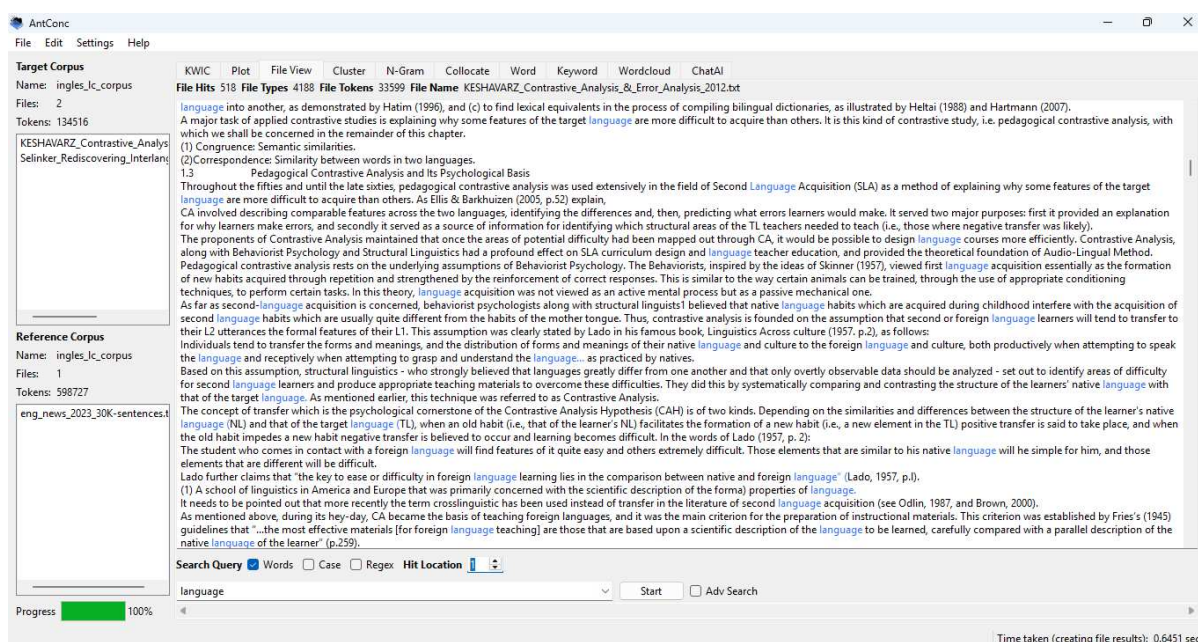 AntConc
File Edit Settings Help
Target Corpus
Name: ingles_lc_corpus
Files: 2
Tokens: 134516
KESHAVARZ_Contrastive_Analys
Selinker_Rediscovering_Interlang
Reference Corpus
Name: ingles_lc_corpus
Files: 1
Tokens: 598727
eng_news_2023_30K-sentences.t
Progress 100%
KWIC Plot File View Cluster N-Gram Collocate Word Keyword Wordcloud ChatAI
File Hits 518 File Types 4188 File Tokens 33599 File Name KESHAVARZ_Contrastive_Analysis_&_Error_Analysis_2012.txt
language into another, as demonstrated by Hatim (1996), and (c) to find lexical equivalents in the process of compiling bilingual dictionaries, as illustrated by Heltai (1988) and Hartmann (2007).
A major task of applied contrastive studies is explaining why some features of the target language are more difficult to acquire than others. It is this kind of contrastive study, i.e. pedagogical contrastive analysis, with
which we shall be concerned in the remainder of this chapter.
(1) Congruence: Semantic similarities.
(2)Correspondence: Similarity between words in two languages.
1.3 Pedagogical Contrastive Analysis and Its Psychological Basis
Throughout the fifties and until the late sixties, pedagogical contrastive analysis was used extensively in the field of Second Language Acquisition (SLA) as a method of explaining why some features of the target
language are more difficult to acquire than others. As Ellis & Barkhuizen (2005, p.52) explain,
CA involved describing comparable features across the two languages, identifying the differences and, then, predicting what errors learners would make. It served two major purposes: first it provided an explanation
for why learners make errors, and secondly it served as a source of information for identifying which structural areas of the TL teachers needed to teach (i.e., those where negative transfer was likely).
The proponents of Contrastive Analysis maintained that once the areas of potential difficulty had been mapped out through CA, it would be possible to design language courses more efficiently. Contrastive Analysis,
along with Behaviorist Psychology and Structural Linguistics had a profound effect on SLA curriculum design and language teacher education, and provided the theoretical foundation of Audio-Lingual Method.
Pedagogical contrastive analysis rests on the underlying assumptions of Behaviorist Psychology. The Behaviorists, inspired by the ideas of Skinner (1957), viewed first language acquisition essentially as the formation
of new habits acquired through repetition and strengthened by the reinforcement of correct responses. This is similar to the way certain animals can be trained, through the use of appropriate conditioning
techniques, to perform certain tasks. In this theory, language acquisition was not viewed as an active mental process but as a passive mechanical one.
As far as second-language acquisition is concerned, behaviorist psychologists along with structural linguists1 believed that native language habits which are acquired during childhood interfere with the acquisition of
second language habits which are usually quite different from the habits of the mother tongue. Thus, contrastive analysis is founded on the assumption that second or foreign language learners will tend to transfer to
their L2 utterances the formal features of their L1. This assumption was clearly stated by Lado in his famous book, Linguistics Across culture (1957. p.2), as follows:
Individuals tend to transfer the forms and meanings, and the distribution of forms and meanings of their native language and culture to the foreign language and culture, both productively when attempting to speak
the language and receptively when attempting to grasp and understand the language... as practiced by natives.
Based on this assumption, structural linguistics - who strongly believed that languages greatly differ from one another and that only overtly observable data should be analyzed - set out to identify areas of difficulty
for second language learners and produce appropriate teaching materials to overcome these difficulties. They did this by systematically comparing and contrasting the structure of the learners' native language with
that of the target language. As mentioned earlier, this technique was referred to as Contrastive Analysis.
The concept of transfer which is the psychological cornerstone of the Contrastive Analysis Hypothesis (CAH) is of two kinds. Depending on the similarities and differences between the structure of the learner's native
language (NL) and that of the target language (TL), when an old habit (i.e., that of the learner's NL) facilitates the formation of a new habit (i.e., a new element in the TL) positive transfer is said to take place, and when
the old habit impedes a new habit negative transfer is believed to occur and learning becomes difficult. In the words of Lado (1957, p. 2):
The student who comes in contact with a foreign language will find features of it quite easy and others extremely difficult. Those elements that are similar to his native language will he simple for him, and those
elements that are different will be difficult.
Lado further claims that "the key to ease or difficulty in foreign language learning lies in the comparison between native and foreign language" (Lado, 1957, p.l).
(1) A school of linguistics in America and Europe that was primarily concerned with the scientific description of the forma) properties of language.
It needs to be pointed out that more recently the term crosslinguistic has been used instead of transfer in the literature of second language acquisition (see Odlin, 1987, and Brown, 2000).
As mentioned above, during its hey-day, CA became the basis of teaching foreign languages, and it was the main criterion for the preparation of instructional materials. This criterion was established by Fries's (1945)
guidelines that "...the most effective materials [for foreign language teaching] are those that are based upon a scientific description of the language to be learned, carefully compared with a parallel description of the
native language of the learner" (p.259).
Search Query Words Case Regex Hit Location 1
language Start Adv Search
Time taken (creating file results): 0.6451 sec